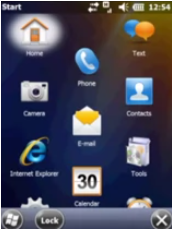 Start 12:54
Home
Text
Phone
Camera
Contacts
E-mail
Internet Explorer
Tools
30
Calendar
Lock